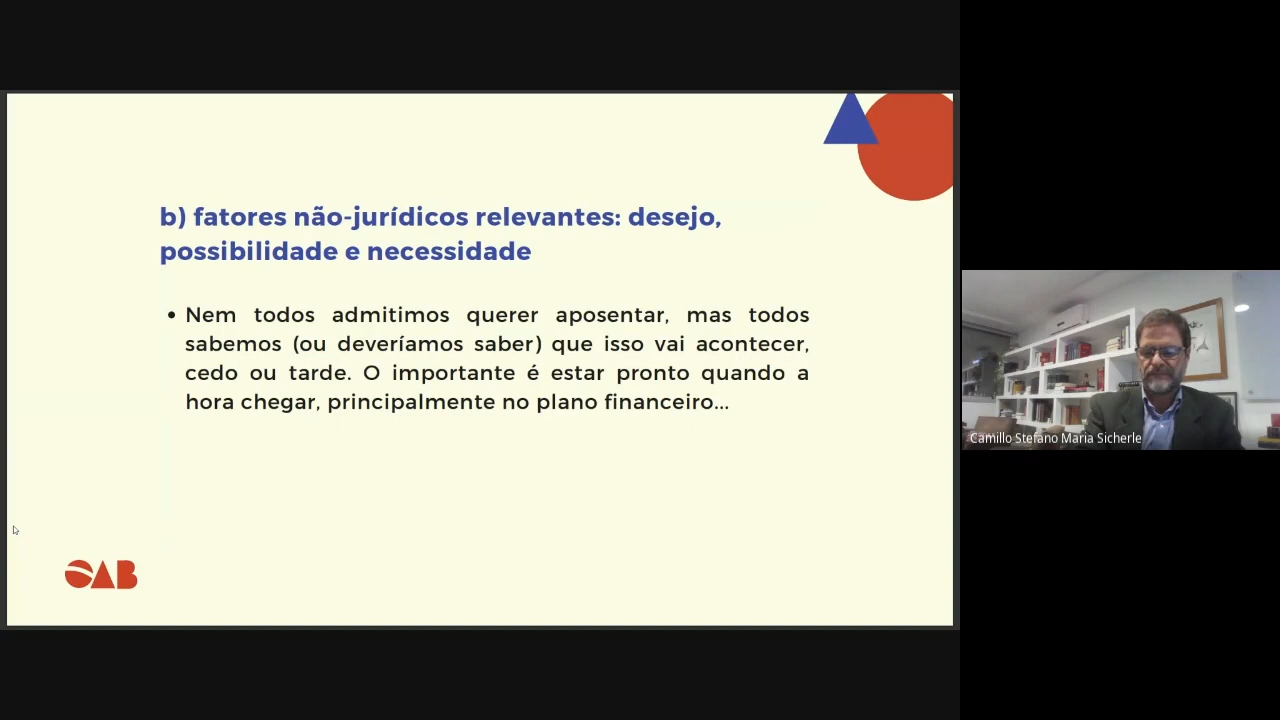 b) fatores não-jurídicos relevantes: desejo,
possibilidade e necessidade
• Nem todos admitimos querer aposentar, mas todos
sabemos (ou deveríamos saber) que isso vai acontecer,
cedo ou tarde. O importante é estar pronto quando a
hora chegar, principalmente no plano financeiro...
OAB
Camillo Stefano Maria Sicherle